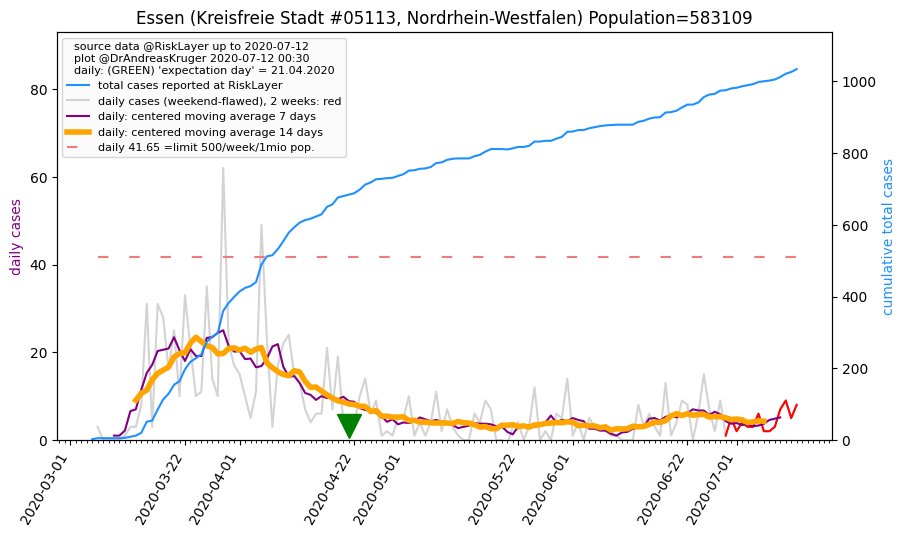 Essen (Kreisfreie Stadt #05113, Nordrhein-Westfalen) Population=583109
source data @RiskLayer up to 2020-07-12
plot @DrAndreasKruger 2020-07-12 00:30
daily: (GREEN) 'expectation day' = 21.04.2020
total cases reported at RiskLayer
daily cases (weekend-flawed), 2 weeks: red
daily: centered moving average 7 days
daily: centered moving average 14 days
daily 41.65 =limit 500/week/1mio pop.
daily cases
80
60
40
20
0
cumulative total cases
1000
800
600
400
200
0
2020-03-01
2020-03-22
2020-04-01
2020-04-22
2020-05-01
2020-05-22
2020-06-01
2020-06-22
2020-07-01